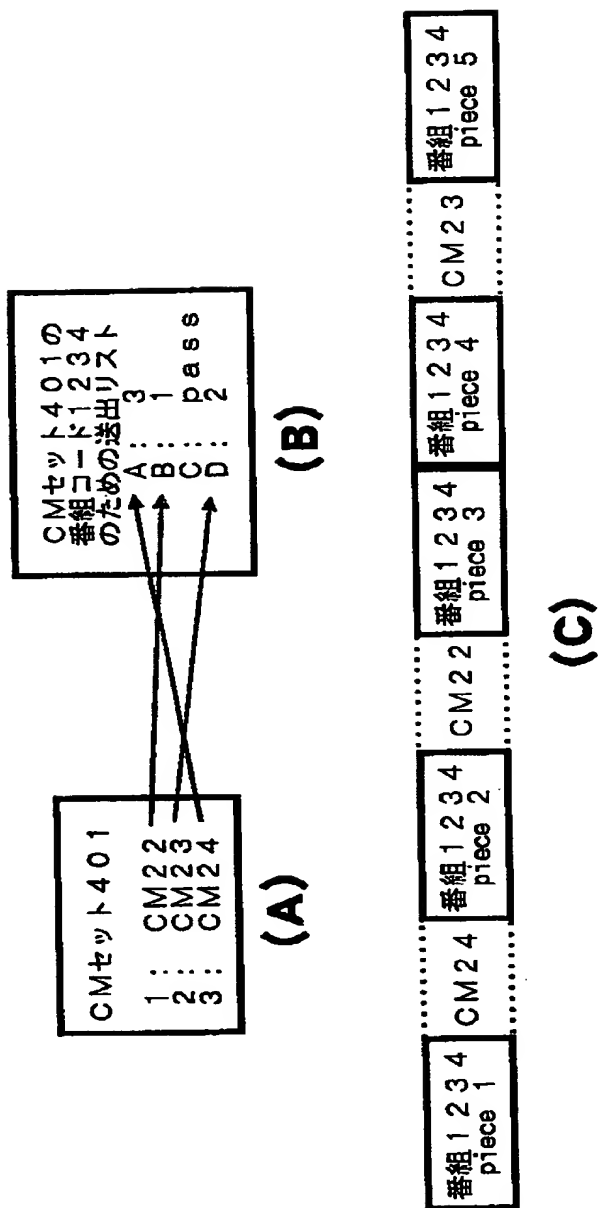 CMセット401
1: CM22
2: CM23
3: CM24
(A)
CMセット401の
番組コード1234
のための送出リスト
A: 3
B: 1
C: pass
D: 2
(B)
番組1234
piece 1
CM24
番組1234
piece 2
CM22
番組1234
piece 3
番組1234
piece 4
CM23
番組1234
piece 5
(C)